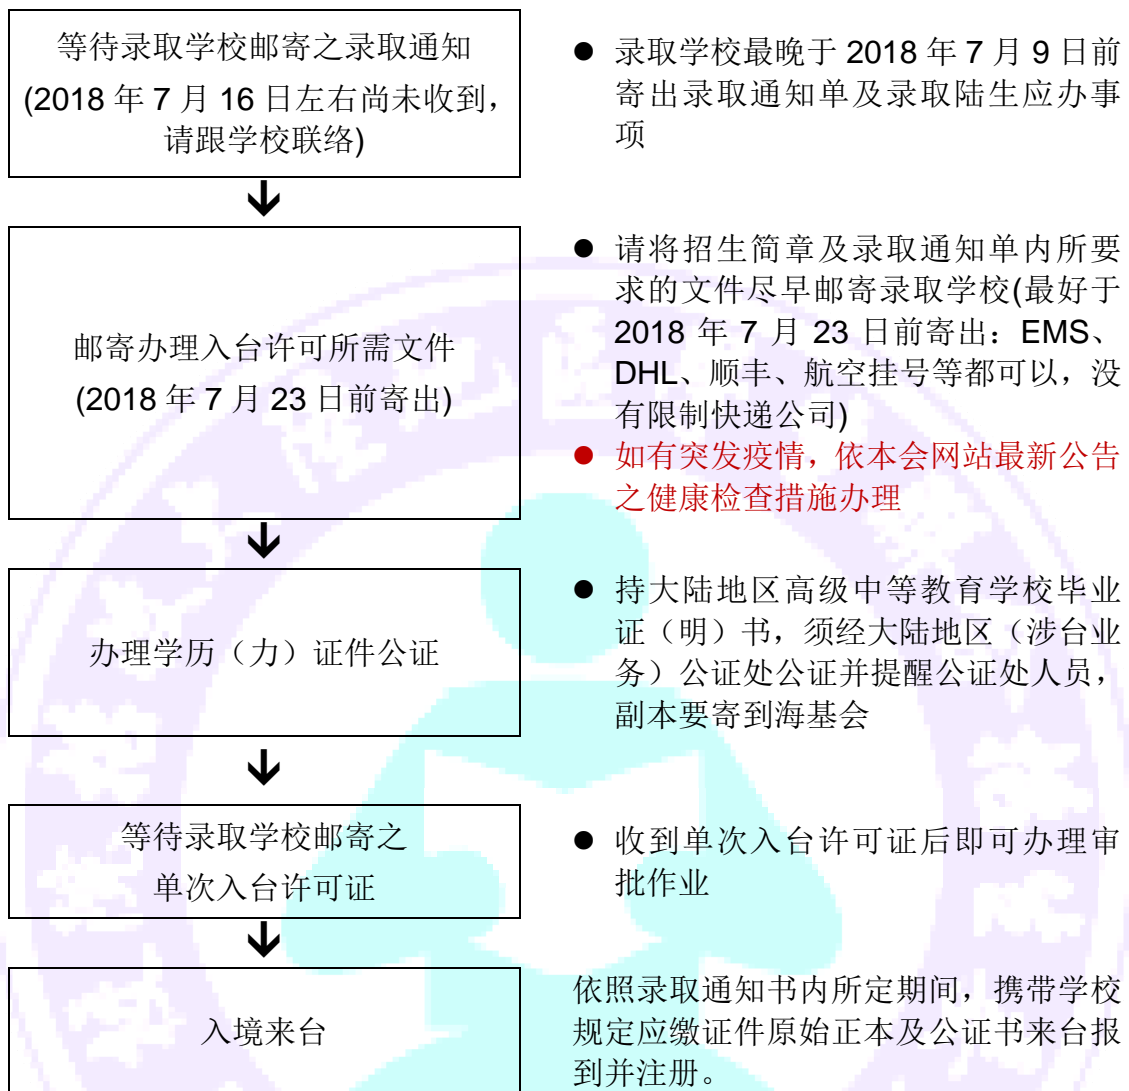 等待录取学校邮寄之录取通知
(2018 年 7 月 16 日左右尚未收到，
请跟学校联络)
● 录取学校最晚于 2018 年 7 月 9 日前
寄出录取通知单及录取陆生应办事
项
邮寄办理入台许可所需文件
(2018 年 7 月 23 日前寄出)
● 请将招生简章及录取通知单内所要
求的文件尽早邮寄录取学校(最好于
2018 年 7 月 23 日前寄出：EMS、
DHL、顺丰、航空挂号等都可以，没
有限制快递公司)
● 如有突发疫情，依本会网站最新公告
之健康检查措施办理
办理学历（力）证件公证
● 持大陆地区高级中等教育学校毕业
证（明）书，须经大陆地区（涉台业
务）公证处公证并提醒公证处人员，
副本要寄到海基会
等待录取学校邮寄之
单次入台许可证
● 收到单次入台许可证后即可办理审
批作业
入境来台
依照录取通知书内所定期间，携带学校
规定应缴证件原始正本及公证书来台报
到并注册。